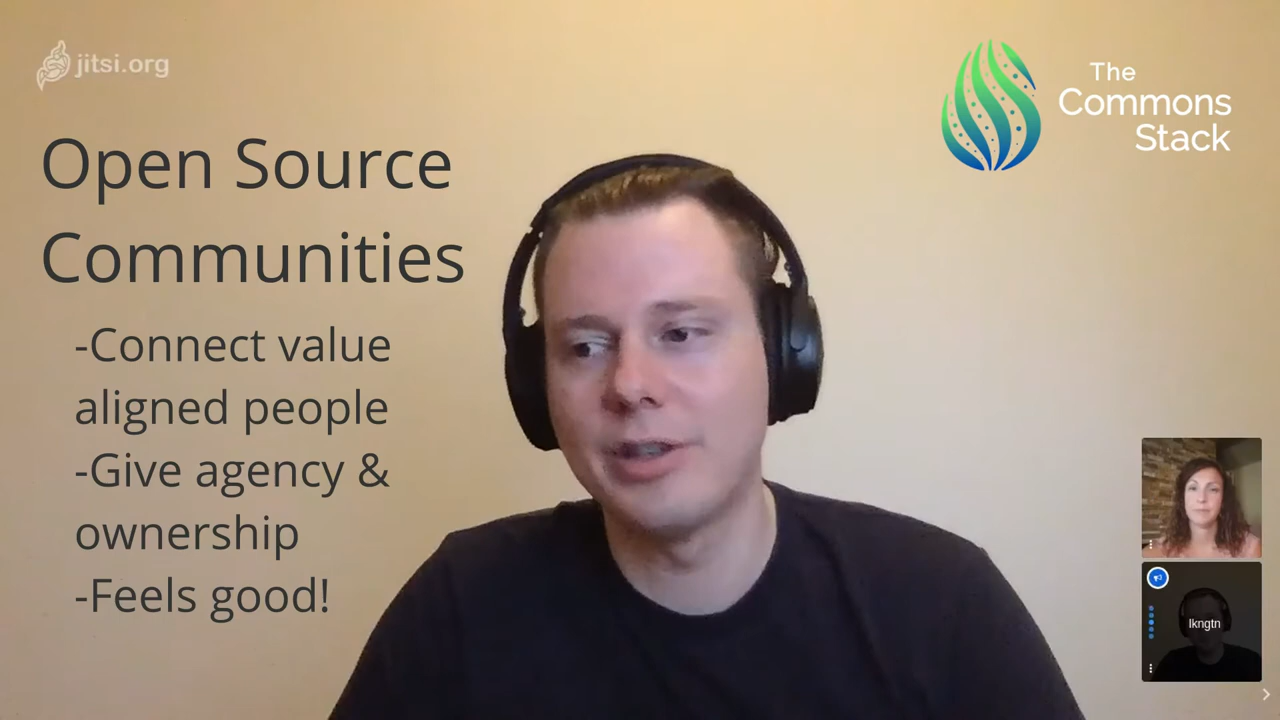 jitsi.org
The
Commons
Stack
Open Source
Communities
-Connect value
aligned people
-Give agency &
ownership
-Feels good!
lkngtn